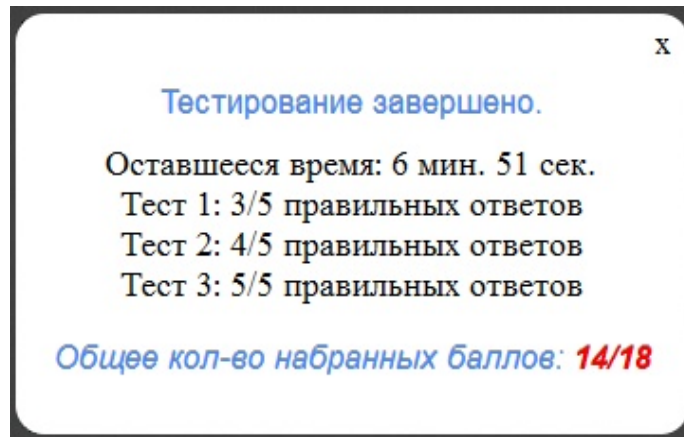 x
Тестирование завершено.
Оставшееся время: 6 мин. 51 сек.
Тест 1: 3/5 правильных ответов
Тест 2: 4/5 правильных ответов
Тест 3: 5/5 правильных ответов
Общее кол-во набранных баллов: 14/18